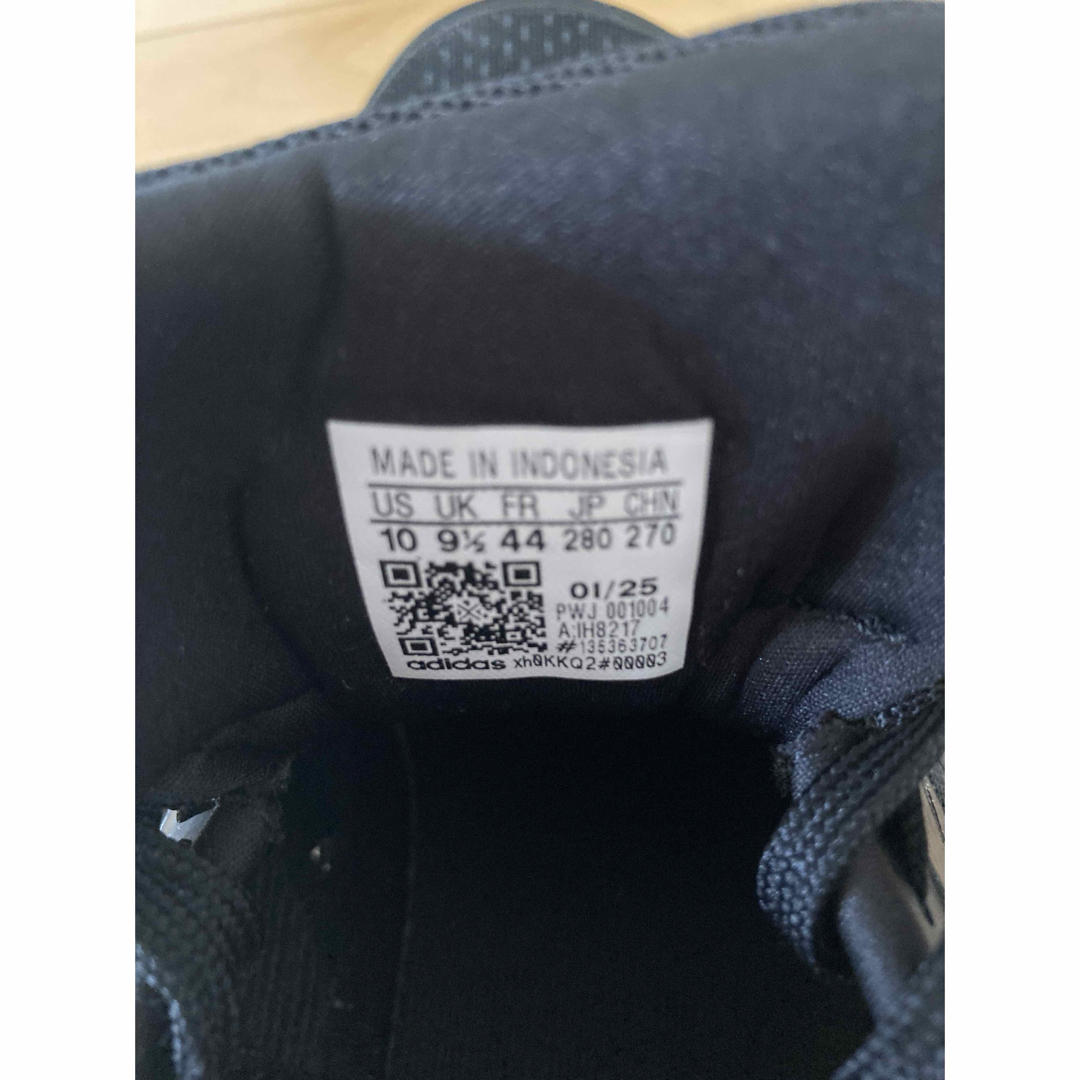 MADE IN INDONESIA
US UK FR JP CHN
10 9½ 44 280 270
01/25
PWJ 001004
A:IH8217
#135363707
adidas xh0KKQ2#00003